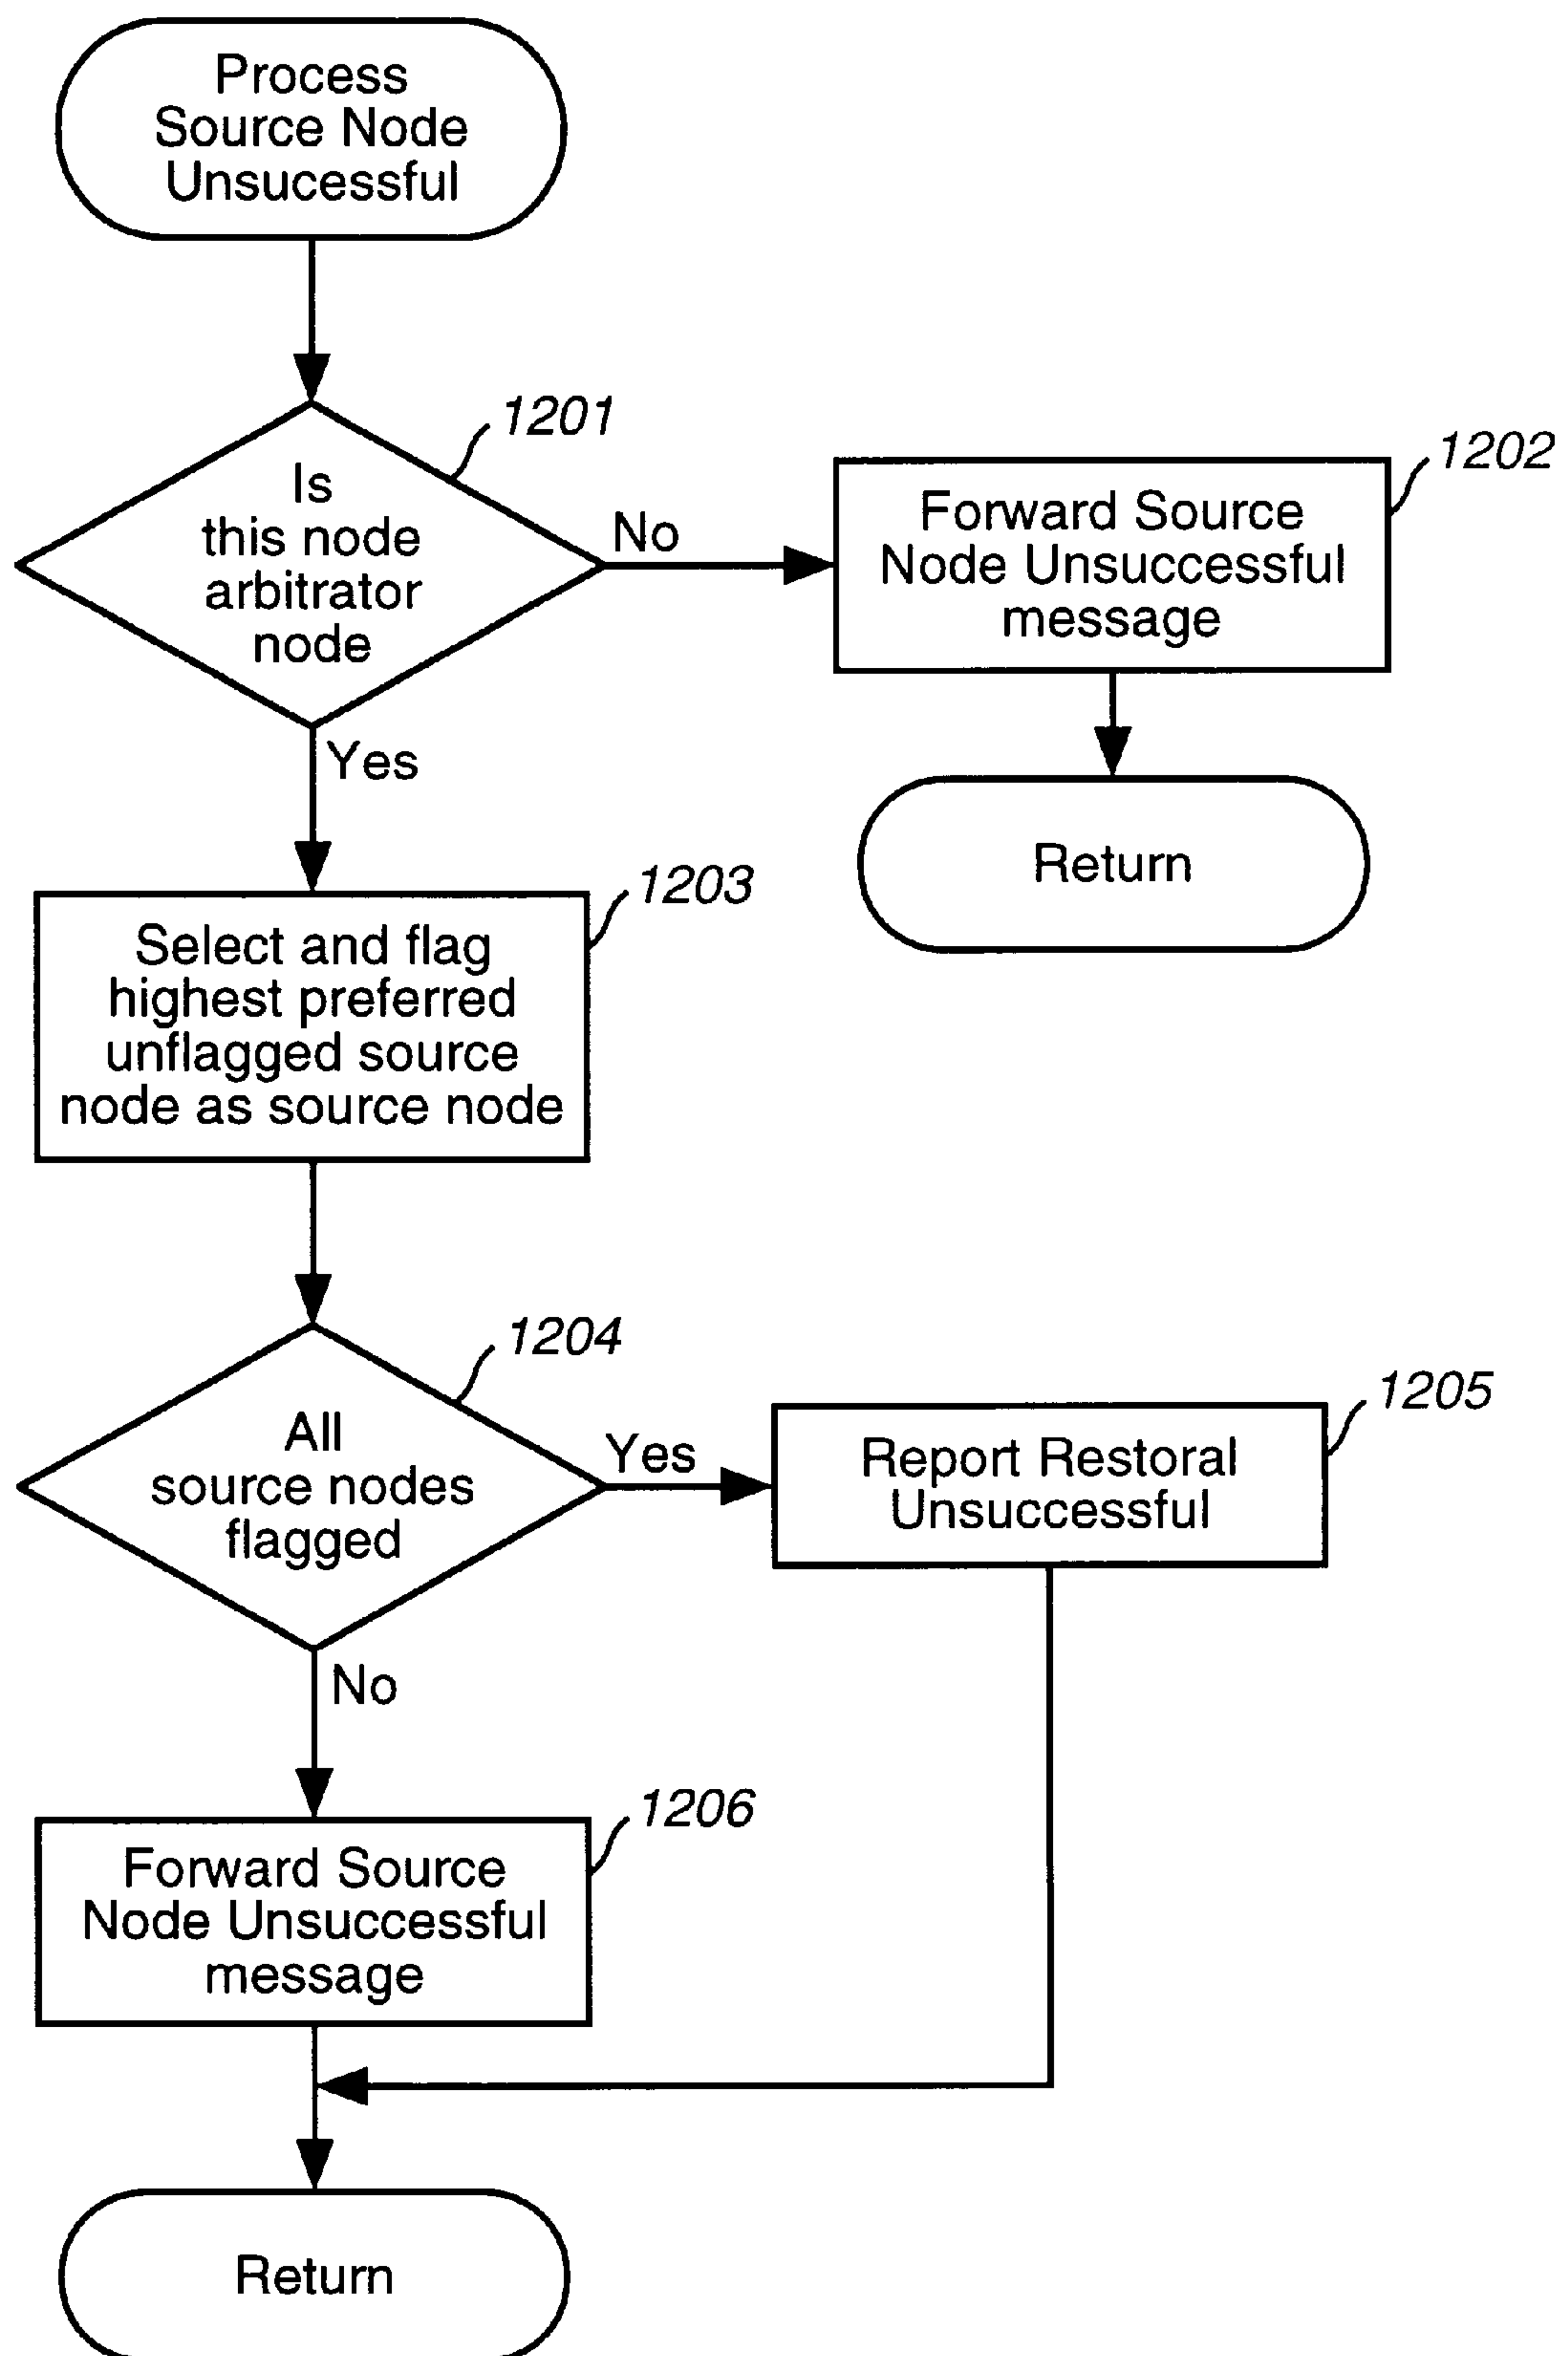 Process
Source Node
Unsucessful
1201
Is
this node
arbitrator
node
No
1202
Forward Source
Node Unsuccessful
message
Yes
Return
1203
Select and flag
highest preferred
unflagged source
node as source node
1204
All
source nodes
flagged
Yes
1205
Report Restoral
Unsuccessful
No
1206
Forward Source
Node Unsuccessful
message
Return